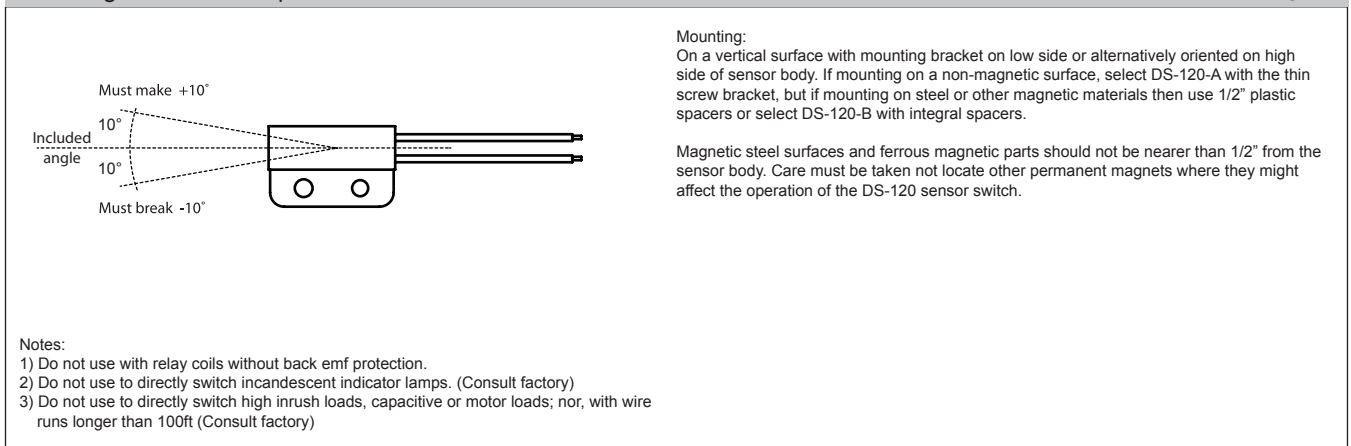 Mounting:
On a vertical surface with mounting bracket on low side or alternatively oriented on high
side of sensor body. If mounting on a non-magnetic surface, select DS-120-A with the thin
screw bracket, but if mounting on steel or other magnetic materials then use 1/2” plastic
spacers or select DS-120-B with integral spacers.
Magnetic steel surfaces and ferrous magnetic parts should not be nearer than 1/2” from the
sensor body. Care must be taken not locate other permanent magnets where they might
affect the operation of the DS-120 sensor switch.
Must make +10˚
10°
Included
angle
10°
Must break -10˚
Notes:
1) Do not use with relay coils without back emf protection.
2) Do not use to directly switch incandescent indicator lamps. (Consult factory)
3) Do not use to directly switch high inrush loads, capacitive or motor loads; nor, with wire
runs longer than 100ft (Consult factory)